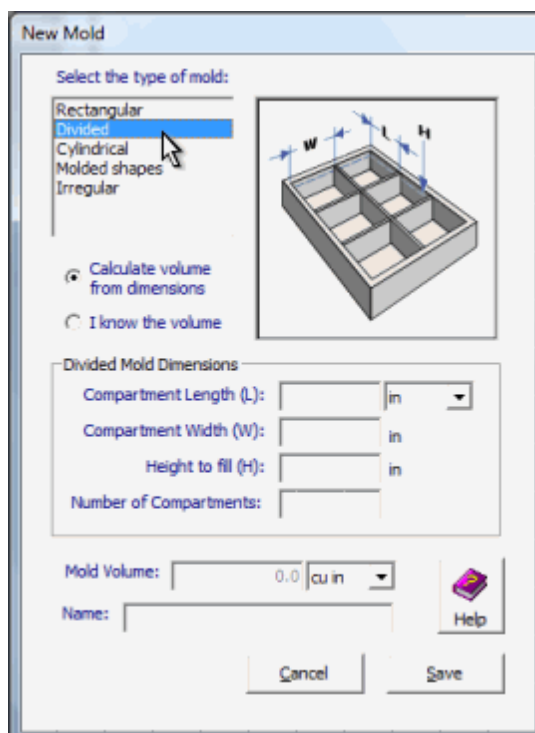 New Mold
Select the type of mold:
Rectangular
Divided
Cylindrical
Molded shapes
Irregular
W
L
H
Calculate volume
from dimensions
I know the volume
Divided Mold Dimensions
Compartment Length (L):
in
Compartment Width (W):
in
Height to fill (H):
in
Number of Compartments:
Mold Volume:
0.0
cu in
Name:
?
Help
Cancel
Save